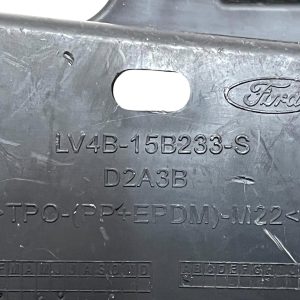 Ford
LV4B-15B233-S
D2A3B
>TPO-(PP+EPDM)-M22<